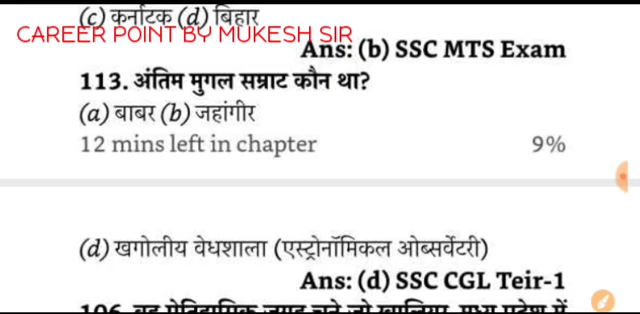 (c) कर्नाटक (d) बिहार
CAREER POINT BY MUKESH SIR
Ans: (b) SSC MTS Exam
113. अंतिम मुगल सम्राट कौन था?
(a) बाबर (b) जहांगीर
12 mins left in chapter 9%
(d) खगोलीय वेधशाला (एस्ट्रोनॉमिकल ओब्सर्वेटरी)
Ans: (d) SSC CGL Teir-1